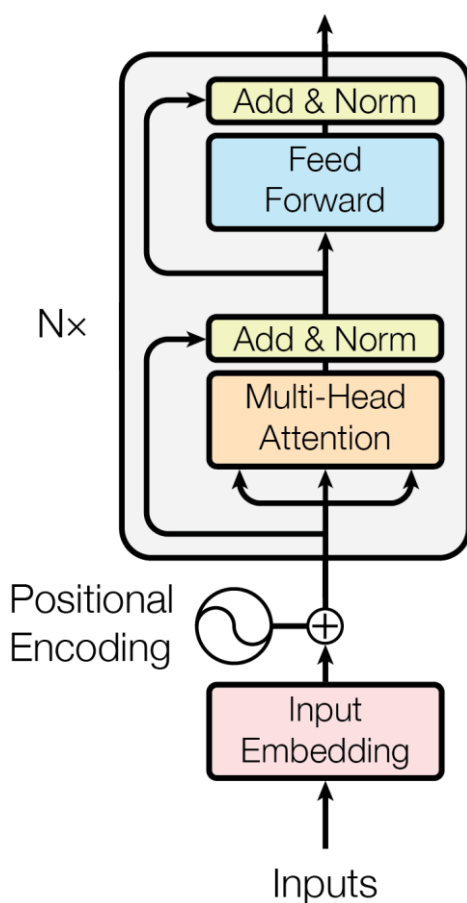 Add & Norm
Feed
Forward
N×
Add & Norm
Multi-Head
Attention
Positional
Encoding
Input
Embedding
Inputs